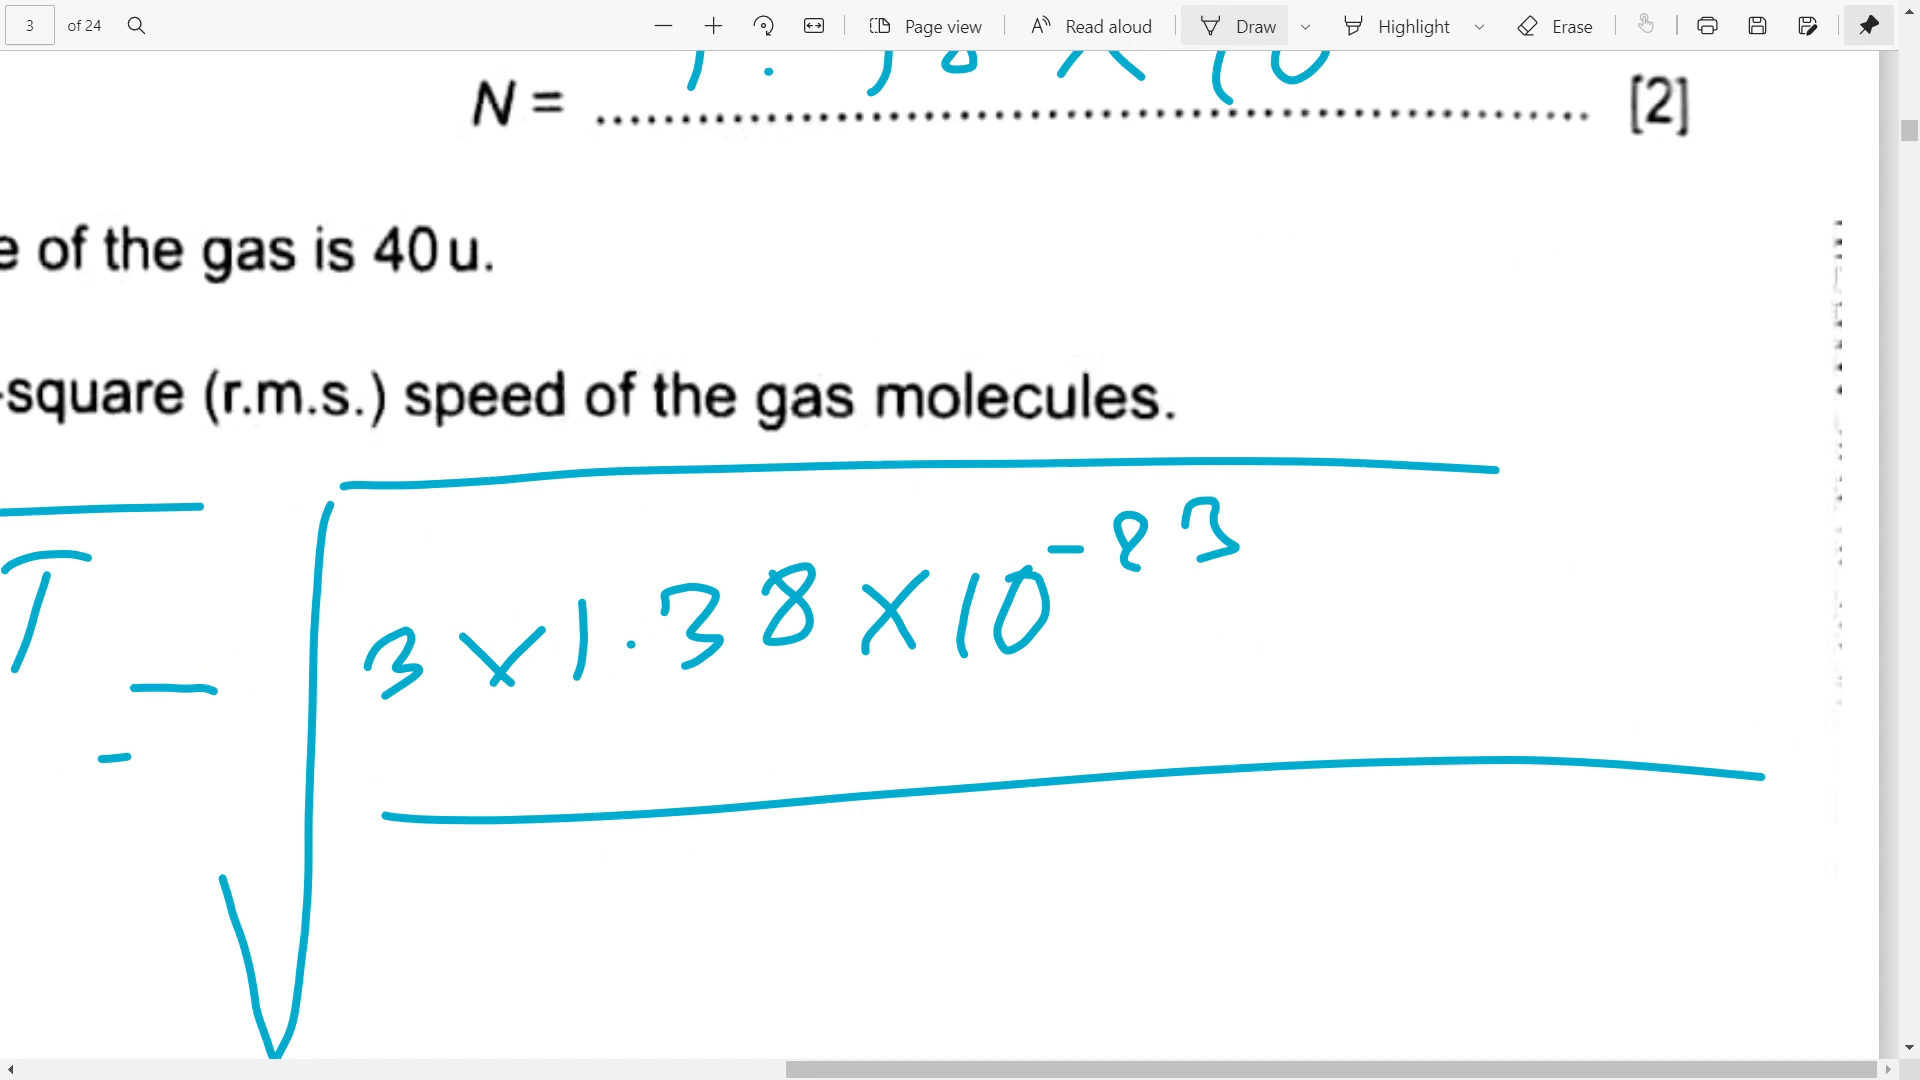 3 of 24 Page view Read aloud Draw Highlight Erase
N = [2]
of the gas is 40 u.
-square (r.m.s.) speed of the gas molecules.
T = √ 3 × 1.38 × 10^-23